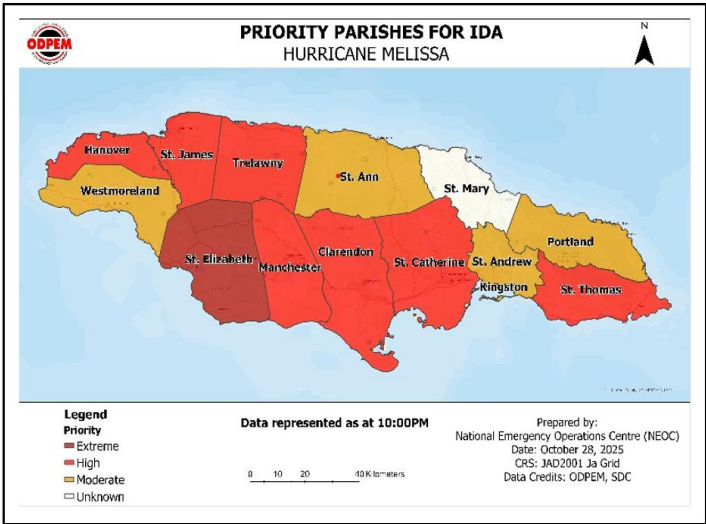 PRIORITY PARISHES FOR IDA
HURRICANE MELISSA
ODPEM
N
Hanover
St. James
Trelawny
St. Ann
St. Mary
Westmoreland
Portland
St. Elizabeth
Manchester
Clarendon
St. Catherine
St. Andrew
Kingston
St. Thomas
Legend
Priority
Extreme
High
Moderate
Unknown
Data represented as at 10:00PM
0 5 10 20 30 40 Kilometers
Prepared by:
National Emergency Operations Centre (NEOC)
Date: October 28, 2025
CRS: JAD2001 Ja Grid
Data Credits: ODPEM, SDC